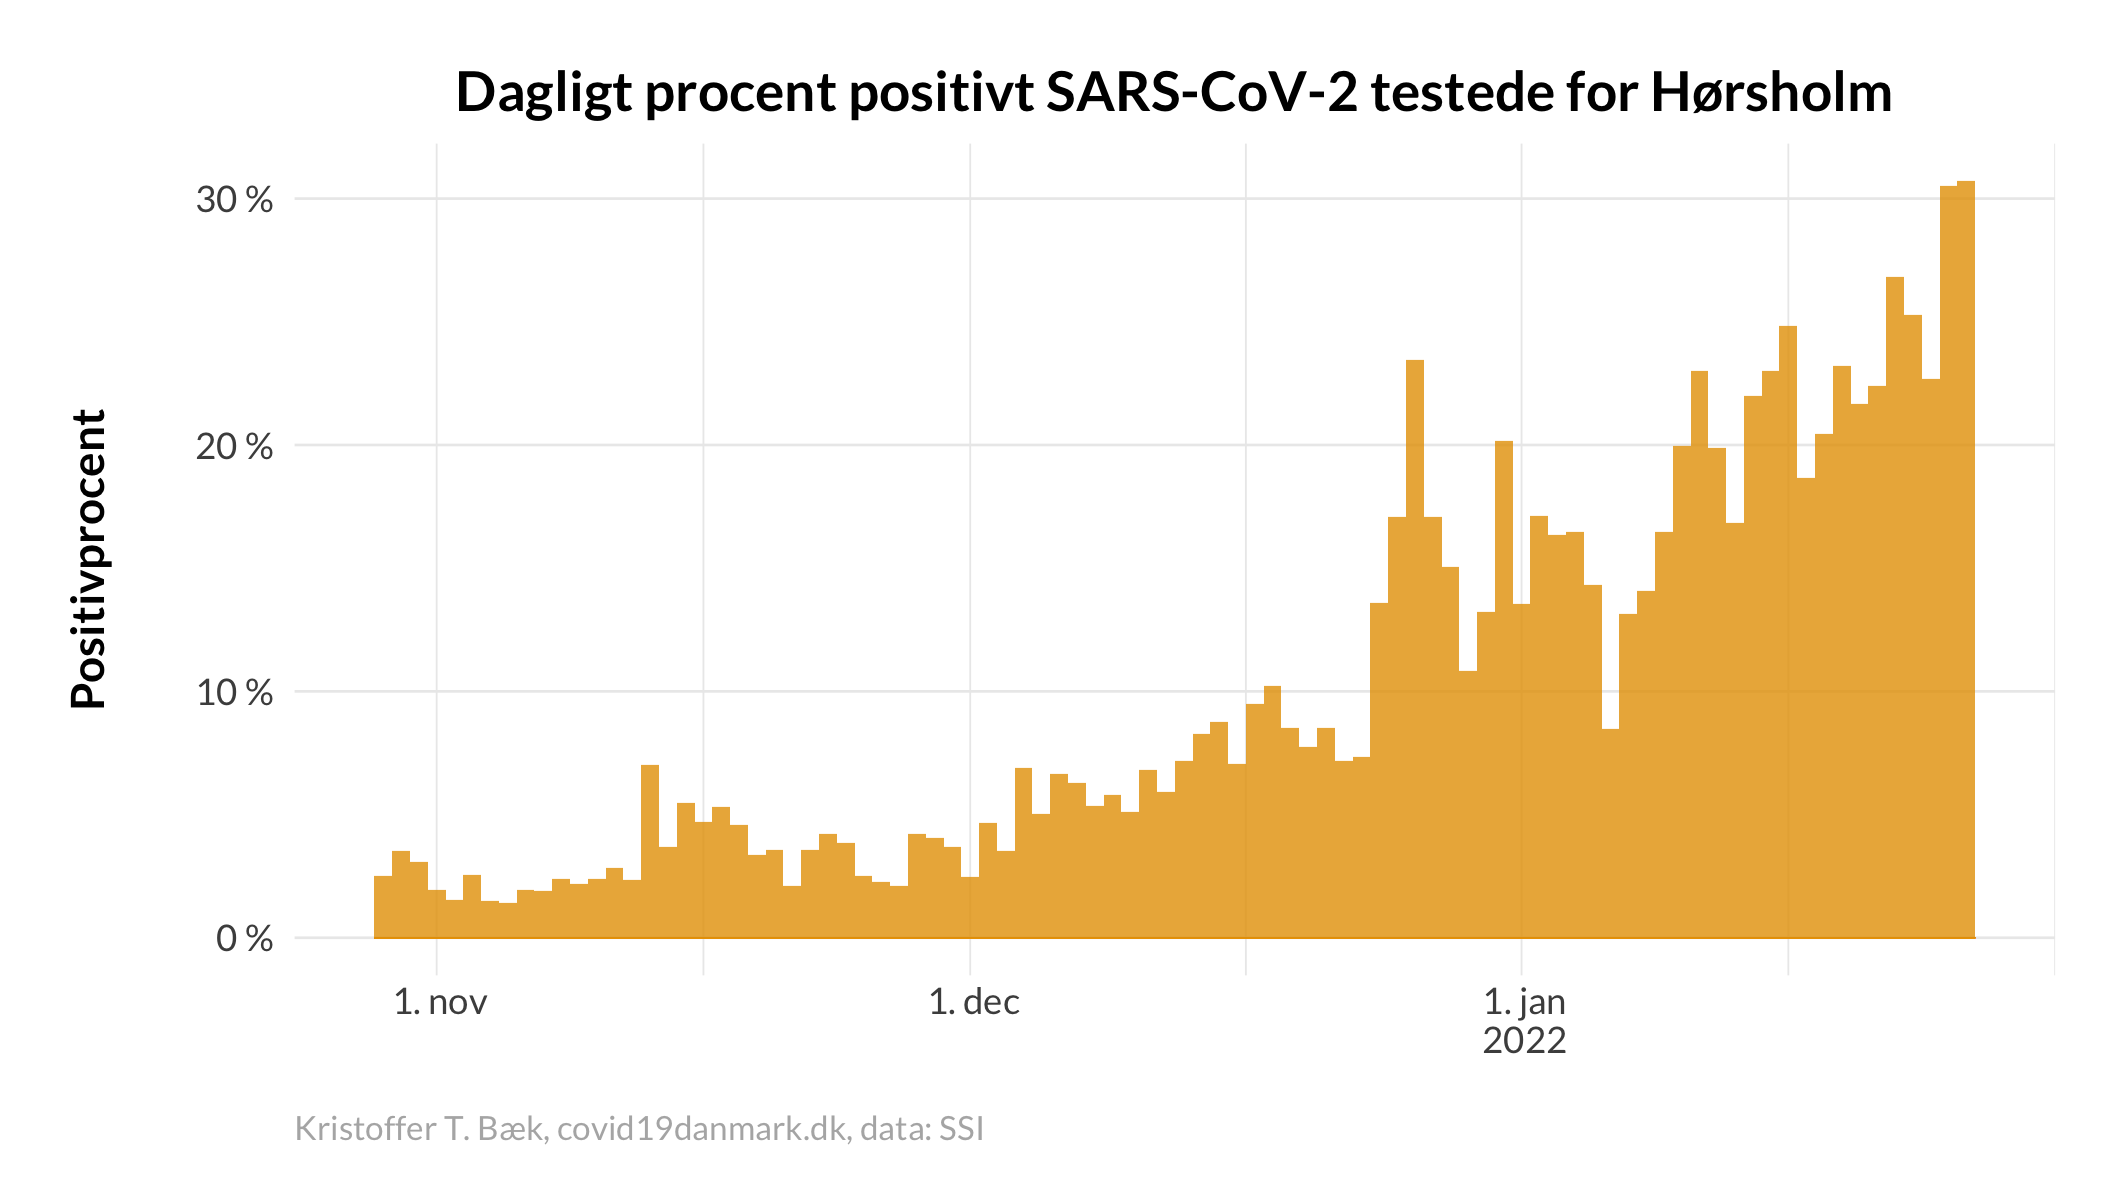 Dagligt procent positivt SARS-CoV-2 testede for Hørsholm
Positivprocent
30 %
20 %
10 %
0 %
1. nov
1. dec
1. jan
2022
Kristoffer T. Bæk, covid19danmark.dk, data: SSI